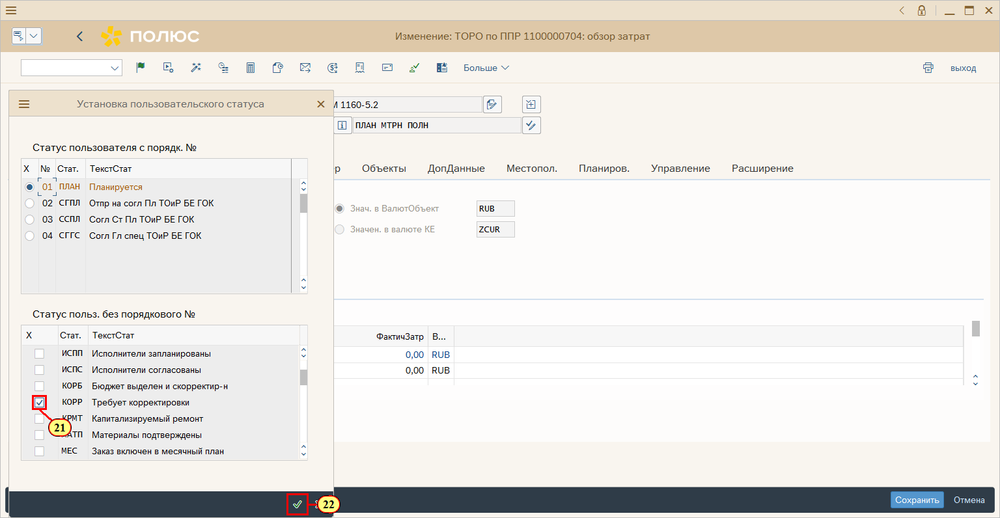 ПОЛЮС
Изменение: ТОРО по ППР 1100000704: обзор затрат
Больше
выход
Установка пользовательского статуса
М 1160-5.2
ПЛАН МТРН ПОЛН
Статус пользователя с порядк. №
X № Стат. ТекстСтат
01 ПЛАН Планируется
02 СГПЛ Отпр на согл Пл ТОиР БЕ ГОК
03 ССПЛ Согл Ст Пл ТОиР БЕ ГОК
04 СГГС Согл Гл спец ТОиР БЕ ГОК
ер Объекты ДопДанные Местопол. Планиров. Управление Расширение
Знач. в ВалютОбъект RUB
Значен. в валюте КЕ ZCUR
Статус польз. без порядкового №
X Стат. ТекстСтат
ИСПП Исполнители запланированы
ИСПС Исполнители согласованы
КОРБ Бюджет выделен и скорректир-н
КОРР Требует корректировки
КРМТ Капитализируемый ремонт
21
АТП Материалы подтверждены
МЕС Заказ включен в месячный план
ФактичЗатр В...
0,00 RUB
0,00 RUB
22
Сохранить
Отмена